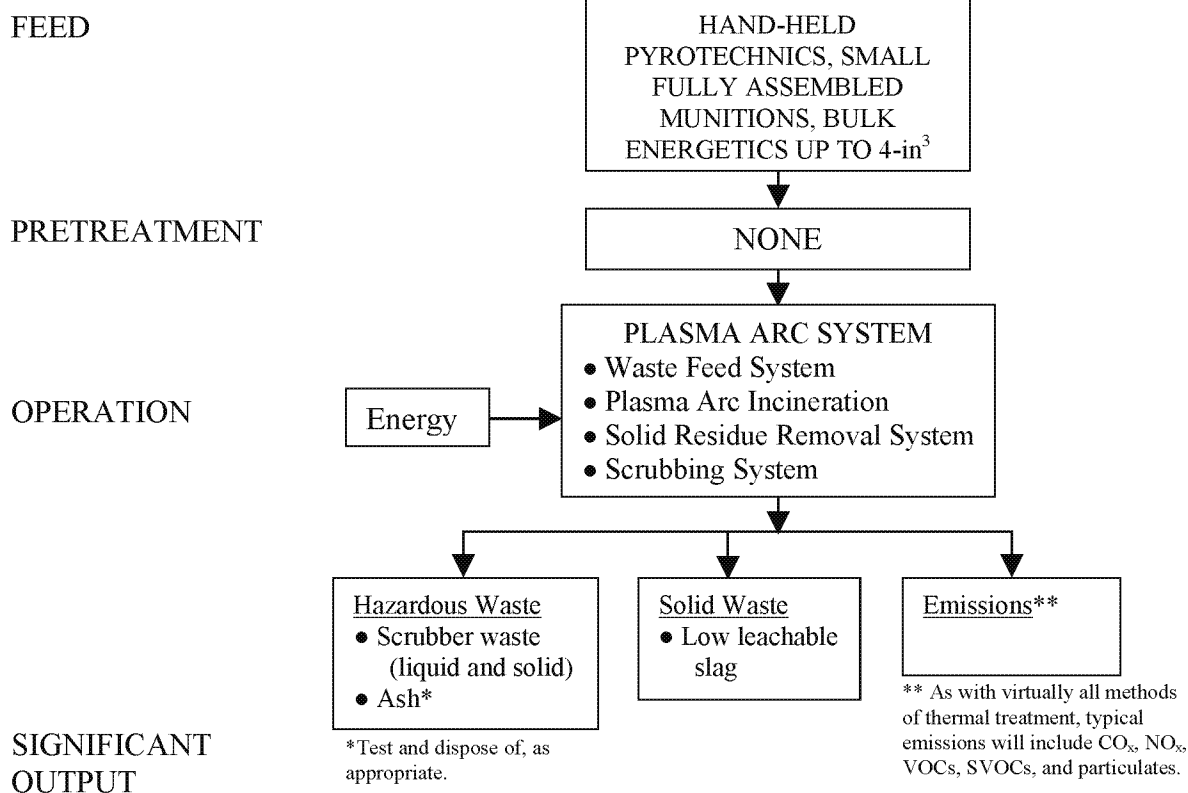 FEED
HAND-HELD
PYROTECHNICS, SMALL
FULLY ASSEMBLED
MUNITIONS, BULK
ENERGETICS UP TO 4-in³
PRETREATMENT
NONE
OPERATION
Energy
PLASMA ARC SYSTEM
● Waste Feed System
● Plasma Arc Incineration
● Solid Residue Removal System
● Scrubbing System
SIGNIFICANT
OUTPUT
Hazardous Waste
● Scrubber waste
(liquid and solid)
● Ash*
*Test and dispose of, as
appropriate.
Solid Waste
● Low leachable
slag
Emissions**
** As with virtually all methods
of thermal treatment, typical
emissions will include COₓ, NOₓ,
VOCs, SVOCs, and particulates.